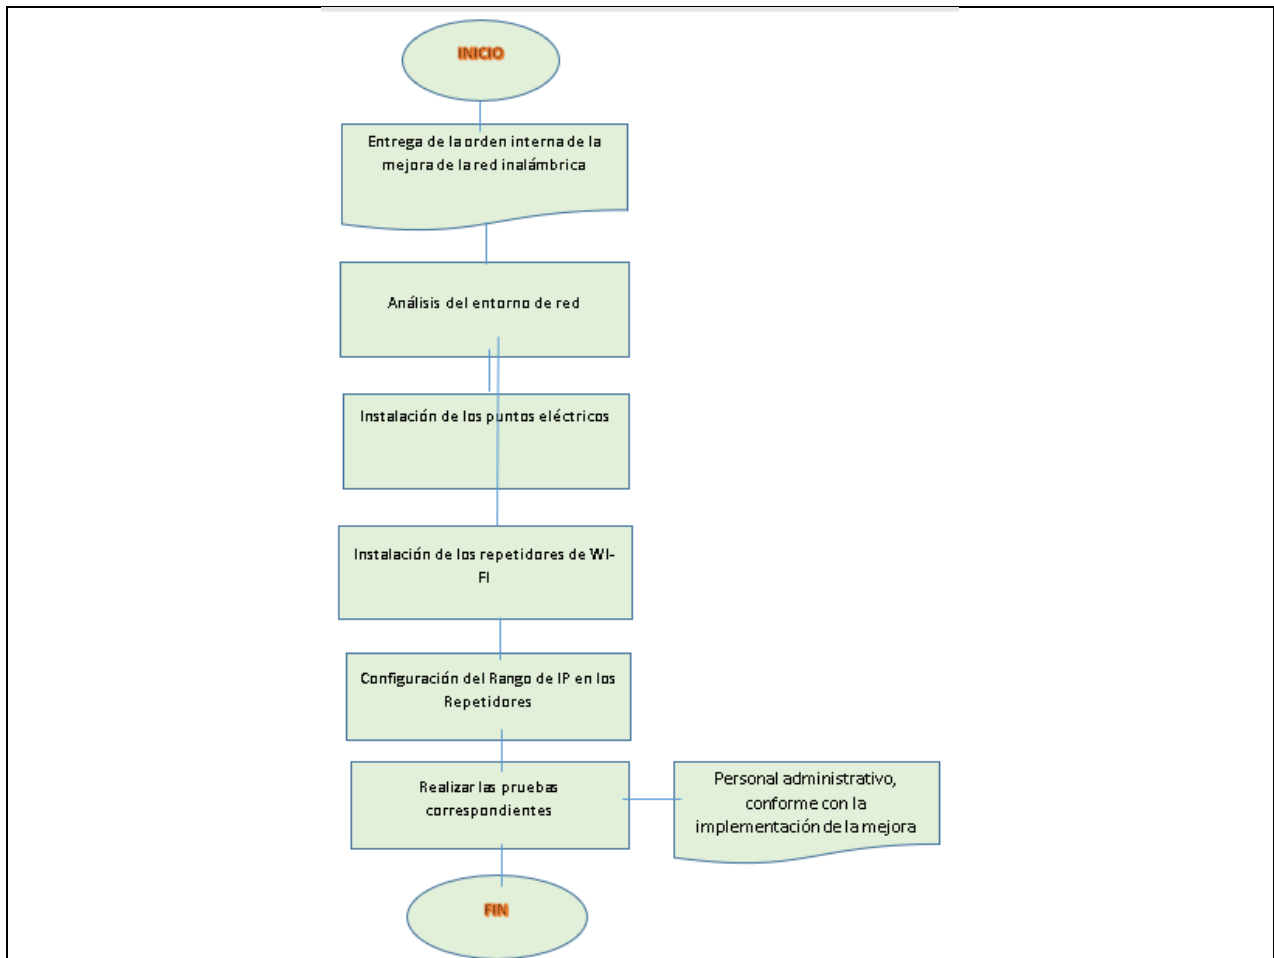 INICIO
Entrega de la orden interna de la
mejora de la red inalámbrica
Análisis del entorno de red
Instalación de los puntos eléctricos
Instalación de los repetidores de WI-
FI
Configuración del Rango de IP en los
Repetidores
Realizar las pruebas
correspondientes
Personal administrativo,
conforme con la
implementación de la mejora
FIN